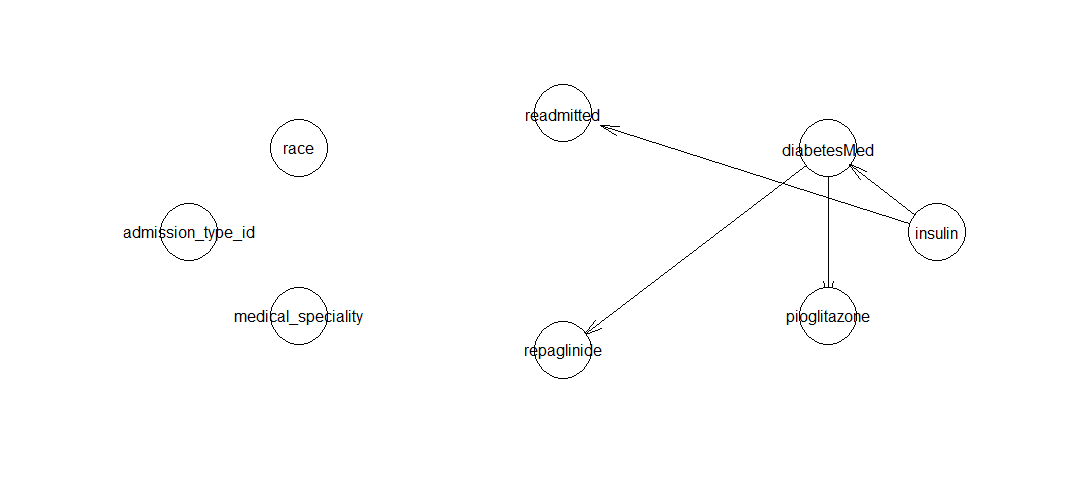 readmitted
race
diabetesMed
admission_type_id
insulin
medical_speciality
pioglitazone
repaglinide